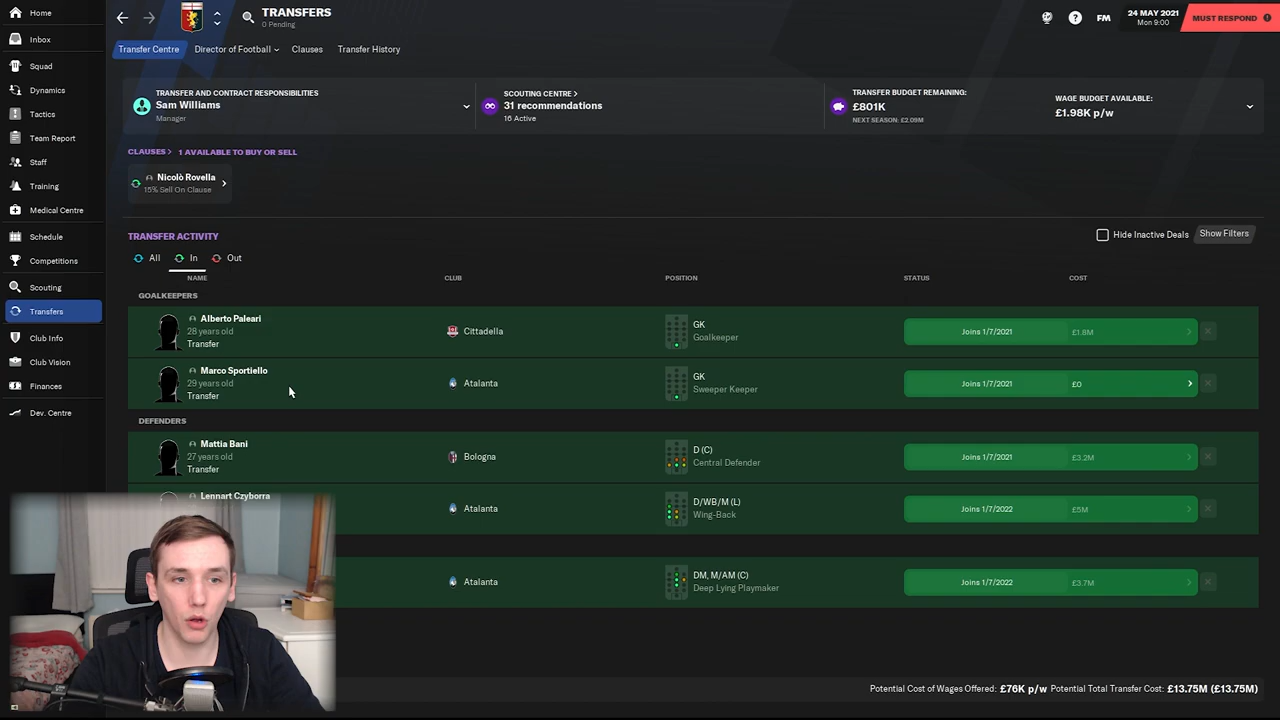 Home
Inbox
Squad
Dynamics
Tactics
Team Report
Staff
Training
Medical Centre
Schedule
Competitions
Scouting
Transfers
Club Info
Club Vision
Finances
Dev. Centre
TRANSFERS
0 Pending
FM
24 MAY 2021
Mon 9:00
MUST RESPOND
Transfer Centre
Director of Football
Clauses
Transfer History
TRANSFER AND CONTRACT RESPONSIBILITIES
Sam Williams
Manager
SCOUTING CENTRE >
31 recommendations
16 Active
TRANSFER BUDGET REMAINING:
£801K
NEXT SEASON: £2.09M
WAGE BUDGET AVAILABLE:
£1.98K p/w
CLAUSES > 1 AVAILABLE TO BUY OR SELL
Nicolò Rovella
15% Sell On Clause
TRANSFER ACTIVITY
Hide Inactive Deals
Show Filters
All In Out
NAME CLUB POSITION STATUS COST
GOALKEEPERS
Alberto Paleari
28 years old
Transfer
Cittadella
GK
Goalkeeper
Joins 1/7/2021 £1.8M
Marco Sportiello
29 years old
Transfer
Atalanta
GK
Sweeper Keeper
Joins 1/7/2021 £0
DEFENDERS
Mattia Bani
27 years old
Transfer
Bologna
D (C)
Central Defender
Joins 1/7/2021 £3.2M
Lennart Czyborra
Atalanta
D/WB/M (L)
Wing-Back
Joins 1/7/2022 £5M
Atalanta
DM, M/AM (C)
Deep Lying Playmaker
Joins 1/7/2022 £3.7M
Potential Cost of Wages Offered: £76K p/w Potential Total Transfer Cost: £13.75M (£13.75M)